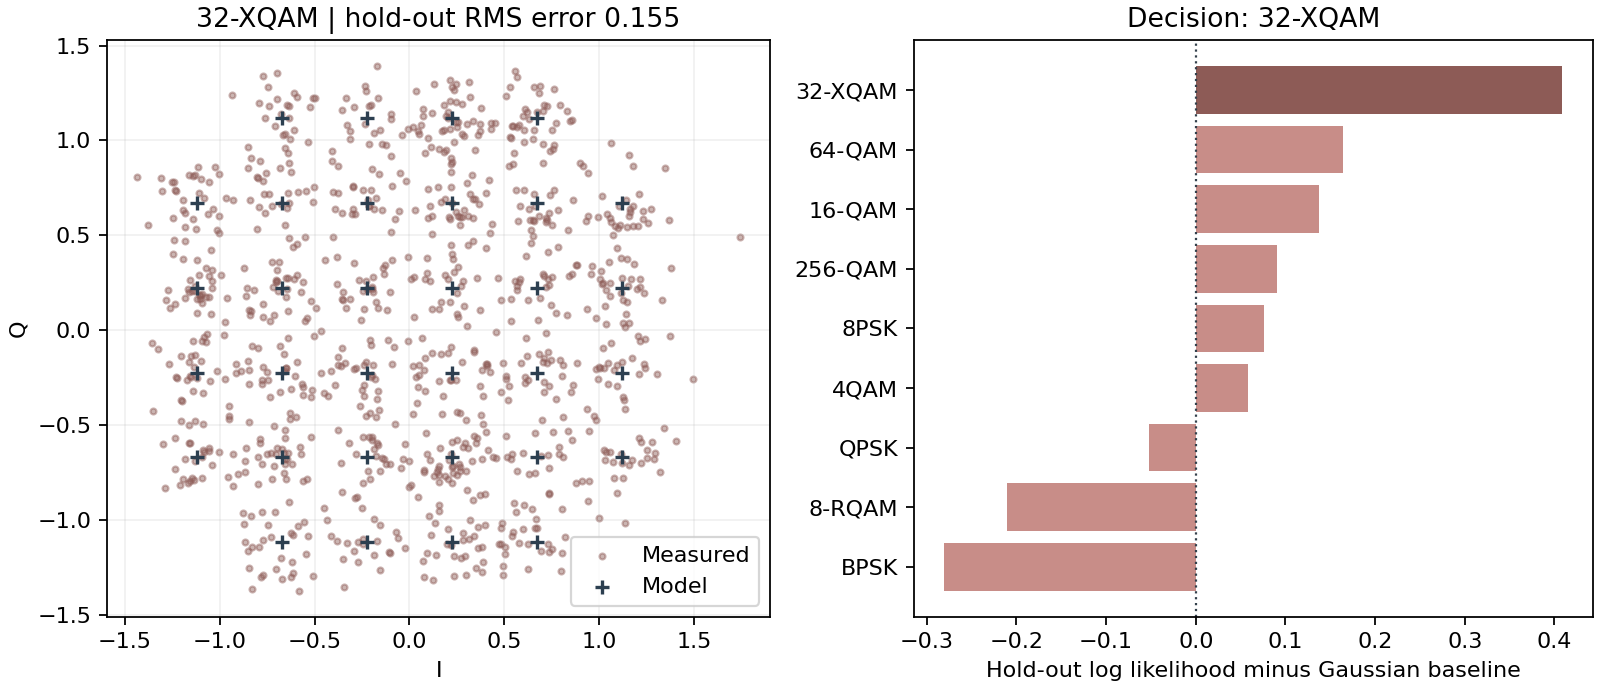 32-XQAM | hold-out RMS error 0.155
1.5
1.0
0.5
0.0
−0.5
−1.0
−1.5
Q
−1.5
−1.0
−0.5
0.0
0.5
1.0
1.5
I
Measured
Model
Decision: 32-XQAM
32-XQAM
64-QAM
16-QAM
256-QAM
8PSK
4QAM
QPSK
8-RQAM
BPSK
−0.3
−0.2
−0.1
0.0
0.1
0.2
0.3
0.4
Hold-out log likelihood minus Gaussian baseline